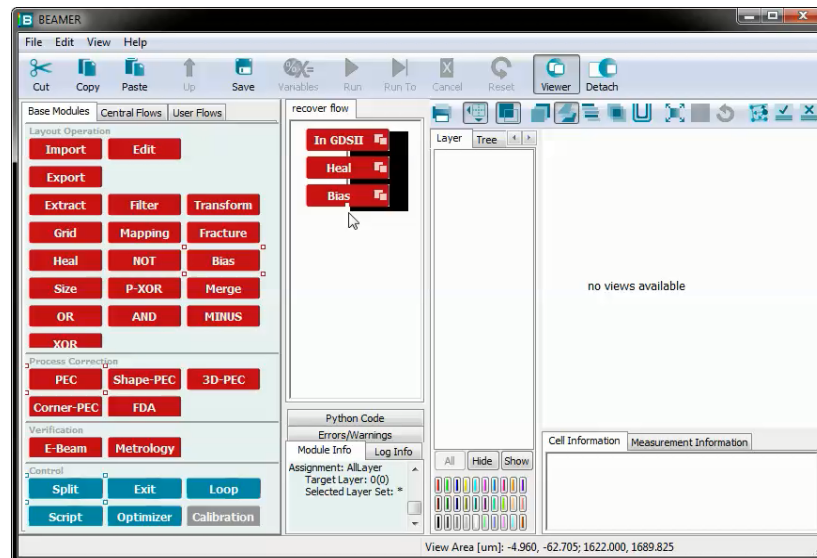 BEAMER
File Edit View Help
Cut Copy Paste Up Save Variables Run Run To Cancel Reset Viewer Detach
Base Modules Central Flows User Flows
Layout Operation
Import Edit
Export
Extract Filter Transform
Grid Mapping Fracture
Heal NOT Bias
Size P-XOR Merge
OR AND MINUS
XOR
Process Correction
PEC Shape-PEC 3D-PEC
Corner-PEC FDA
Verification
E-Beam Metrology
Control
Split Exit Loop
Script Optimizer Calibration
recover flow
In GDSII
Heal
Bias
Python Code
Errors/Warnings
Module Info Log Info
Assignment: AllLayer
Target Layer: 0(0)
Selected Layer Set: *
Layer Tree
All Hide Show
no views available
Cell Information Measurement Information
View Area [um]: -4.960, -62.705; 1622.000, 1689.825